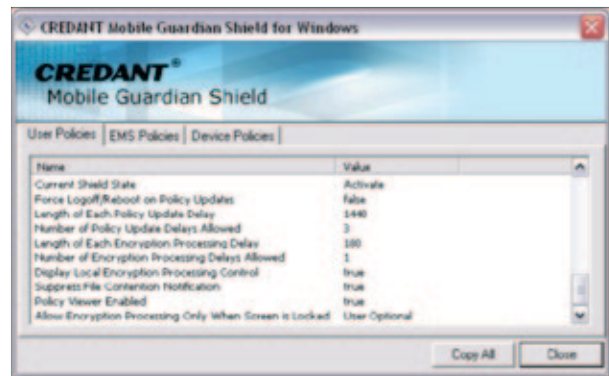 CREDANT Mobile Guardian Shield for Windows
CREDANT®
Mobile Guardian Shield
User Policies EMS Policies Device Policies
Name Value
Current Shield State Activate
Force Logoff/Reboot on Policy Updates false
Length of Each Policy Update Delay 1440
Number of Policy Update Delays Allowed 3
Length of Each Encryption Processing Delay 180
Number of Encryption Processing Delays Allowed 1
Display Local Encryption Processing Control true
Suppress File Contention Notification true
Policy Viewer Enabled true
Allow Encryption Processing Only When Screen is Locked User Optional
Copy All Close